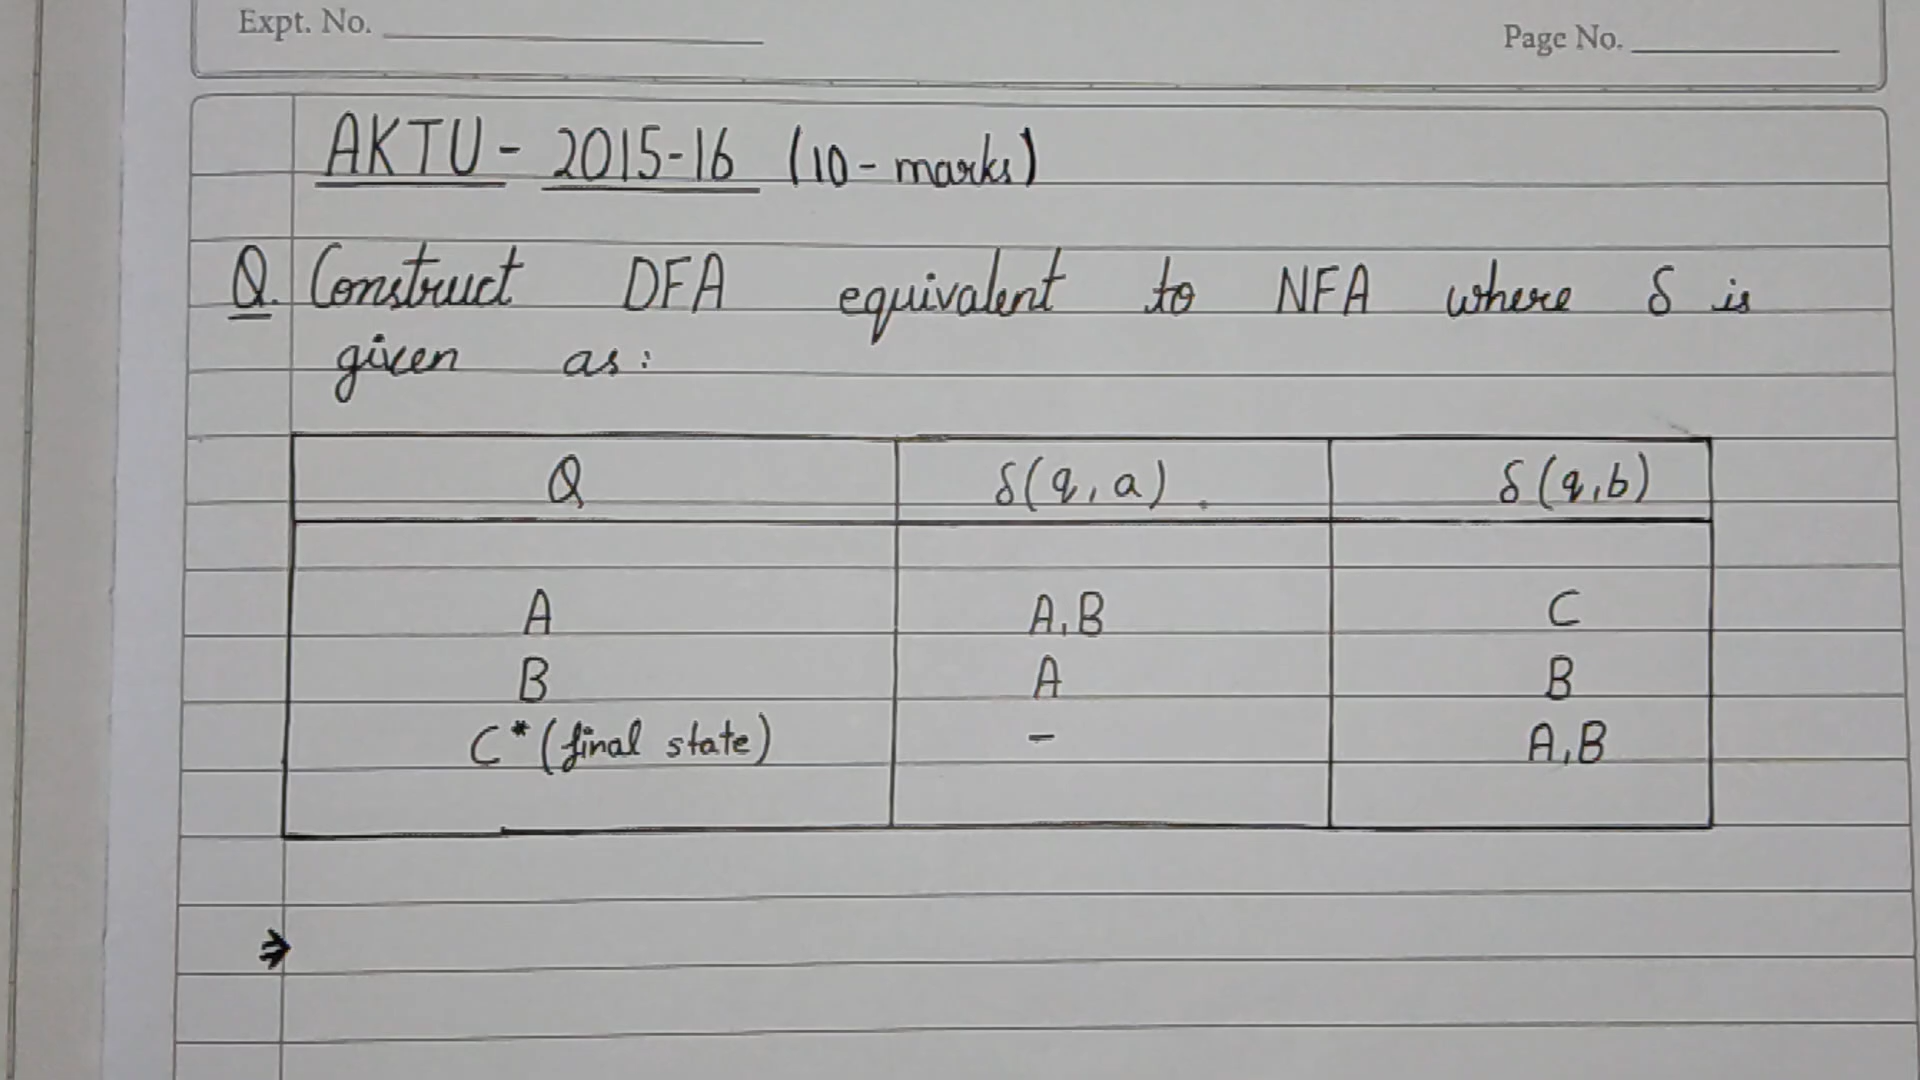 Expt. No.
Page No.
AKTU - 2015-16 (10 - marks)
Q. Construct DFA equivalent to NFA where δ is
given as:
Q δ(q, a) δ(q, b)
A A, B C
B A B
C* (final state) - A, B
⇒